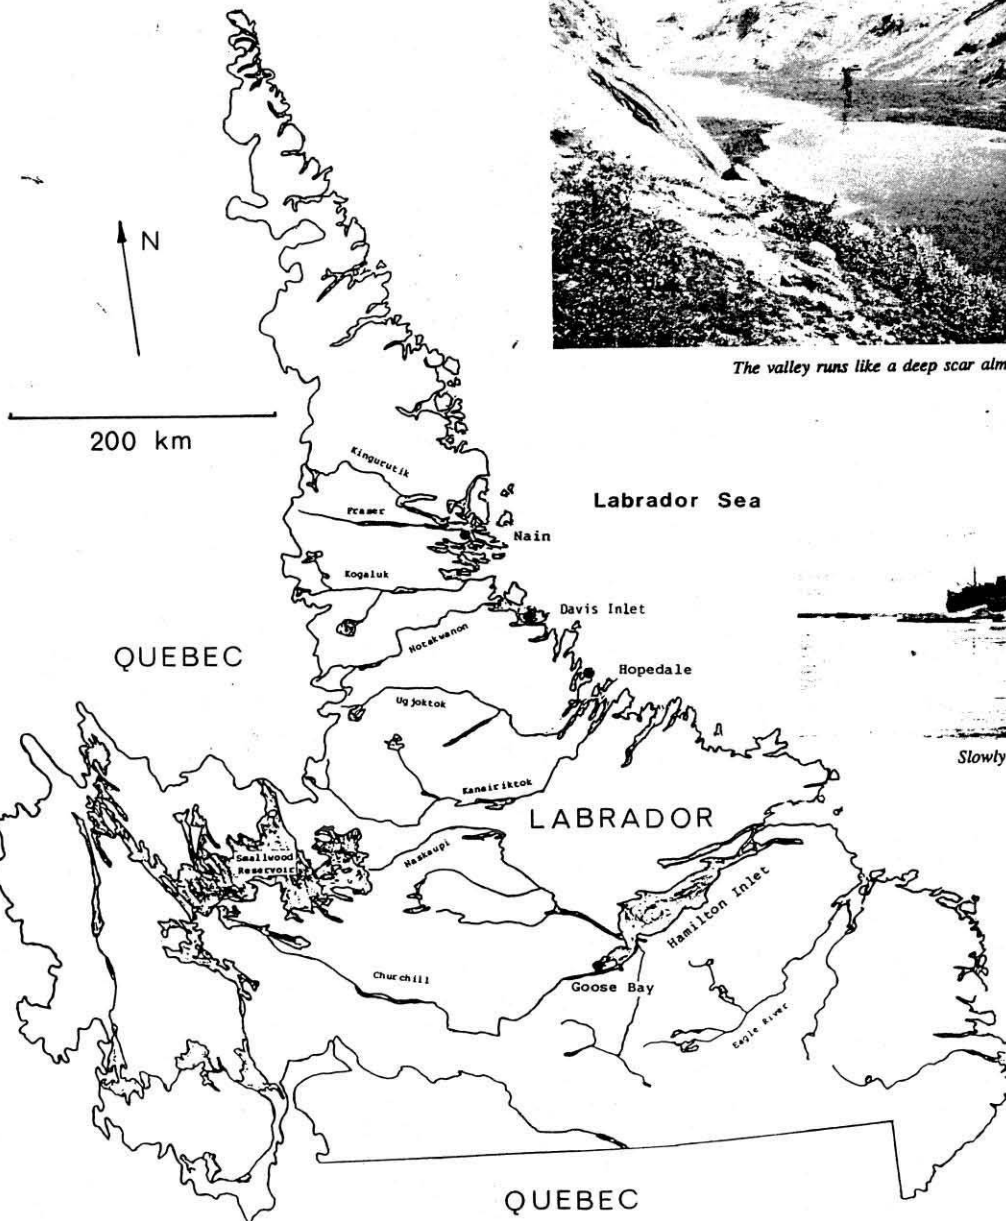 The valley runs like a deep scar alm
N
200 km
Kingurutik
Fraser
Labrador Sea
Nain
Kogaluk
Davis Inlet
Notakwanon
QUEBEC
Hopedale
Ugjoktok
Slowly
Kanairiktok
LABRADOR
Naskaupi
Smallwood
Reservoir
Hamilton Inlet
Churchill
Goose Bay
Eagle River
QUEBEC